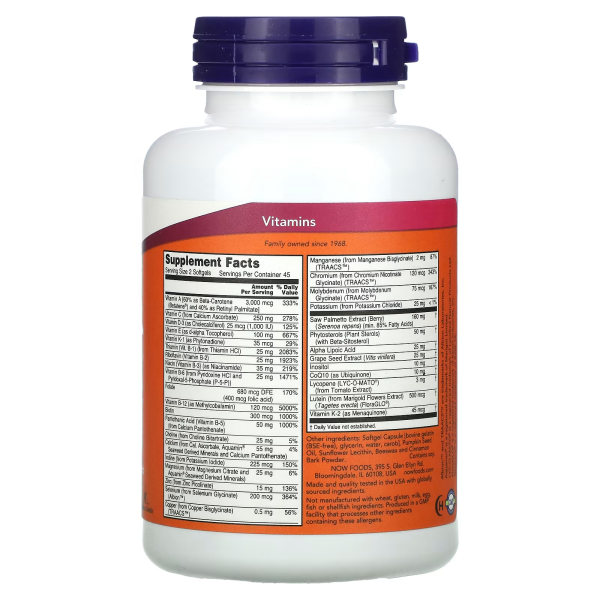 Vitamins
Family owned since 1968.
Supplement Facts
Serving Size 2 Softgels Servings Per Container 45
Amount Per Serving % Daily Value
Vitamin A [60% as Beta-Carotene
(Betatene®) and 40% as Retinyl Palmitate] 3,000 mcg 333%
Vitamin C (from Calcium Ascorbate) 250 mg 278%
Vitamin D-3 (as Cholecalciferol) 25 mcg (1,000 IU) 125%
Vitamin E (as d-alpha Tocopherol) 100 mg 667%
Vitamin K-1 (as Phytonadione) 35 mcg 29%
Thiamin (Vit. B-1) (from Thiamin HCl) 25 mg 2083%
Riboflavin (Vitamin B-2) 25 mg 1923%
Niacin (Vitamin B-3) (as Niacinamide) 35 mg 219%
Vitamin B-6 (from Pyridoxine HCl and
Pyridoxal-5-Phosphate (P-5-P)) 25 mg 1471%
Folate 680 mcg DFE 170%
(400 mcg folic acid)
Vitamin B-12 (as Methylcobalamin) 120 mcg 5000%
Biotin 300 mcg 1000%
Pantothenic Acid (Vitamin B-5)
(from Calcium Pantothenate) 50 mg 1000%
Choline (from Choline Bitartrate) 25 mg 5%
Calcium (from Cal. Ascorbate, Aquamin®
Seaweed Derived Minerals and Calcium Pantothenate) 55 mg 4%
Iodine (from Potassium Iodide) 225 mcg 150%
Magnesium (from Magnesium Citrate and
Aquamin® Seaweed Derived Minerals) 25 mg 6%
Zinc (from Zinc Picolinate) 15 mg 136%
Selenium (from Selenium Glycinate)
(Albion™) 200 mcg 364%
Copper (from Copper Bisglycinate)
(TRAACS™) 0.5 mg 56%
Manganese (from Manganese Bisglycinate) 2 mg 87%
(TRAACS™)
Chromium (from Chromium Nicotinate 120 mcg 343%
Glycinate) (TRAACS™)
Molybdenum (from Molybdenum 75 mcg 167%
Glycinate) (TRAACS™)
Potassium (from Potassium Chloride) 25 mg <1%
Saw Palmetto Extract (Berry) 160 mg
(Serenoa repens) (min. 85% Fatty Acids)
Phytosterols (Plant Sterols) 50 mg
(with Beta-Sitosterol)
Alpha Lipoic Acid 25 mg
Grape Seed Extract (Vitis vinifera) 25 mg
Inositol 10 mg
CoQ10 (as Ubiquinone) 10 mg
Lycopene (LYC-O-MATO®) 3 mg
(from Tomato Extract)
Lutein (from Marigold Flowers Extract) 500 mcg
(Tagetes erecta) (FloraGLO®)
Vitamin K-2 (as Menaquinone) 45 mcg
† Daily Value not established.
Other ingredients: Softgel Capsule [bovine gelatin
(BSE-free), glycerin, water, carob], Pumpkin Seed
Oil, Sunflower Lecithin, Beeswax and Cinnamon
Bark Powder.
NOW FOODS, 395 S. Glen Ellyn Rd.
Bloomingdale, IL 60108, USA nowfoods.com
Made and quality tested in the USA with globally
sourced ingredients.
Not manufactured with wheat, gluten, milk, egg,
fish or shellfish ingredients. Produced in a GMP
facility that processes other ingredients
containing these allergens.